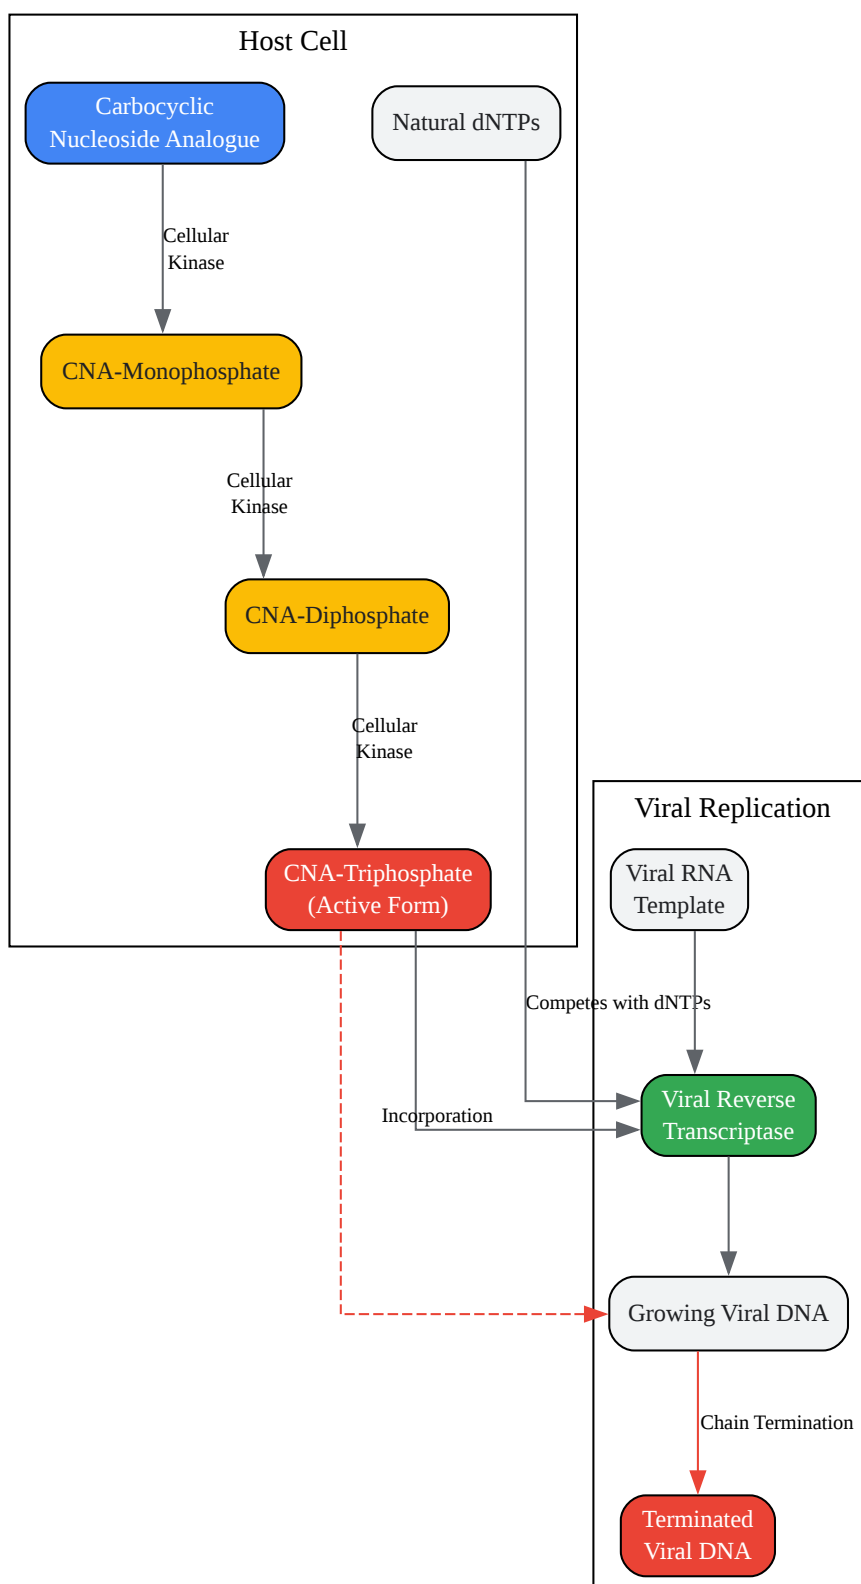 Host Cell
Carbocyclic
Nucleoside Analogue
Natural dNTPs
Cellular
Kinase
CNA-Monophosphate
Cellular
Kinase
CNA-Diphosphate
Cellular
Kinase
CNA-Triphosphate
(Active Form)
Viral Replication
Viral RNA
Template
Competes with dNTPs
Viral Reverse
Transcriptase
Incorporation
Growing Viral DNA
Chain Termination
Terminated
Viral DNA